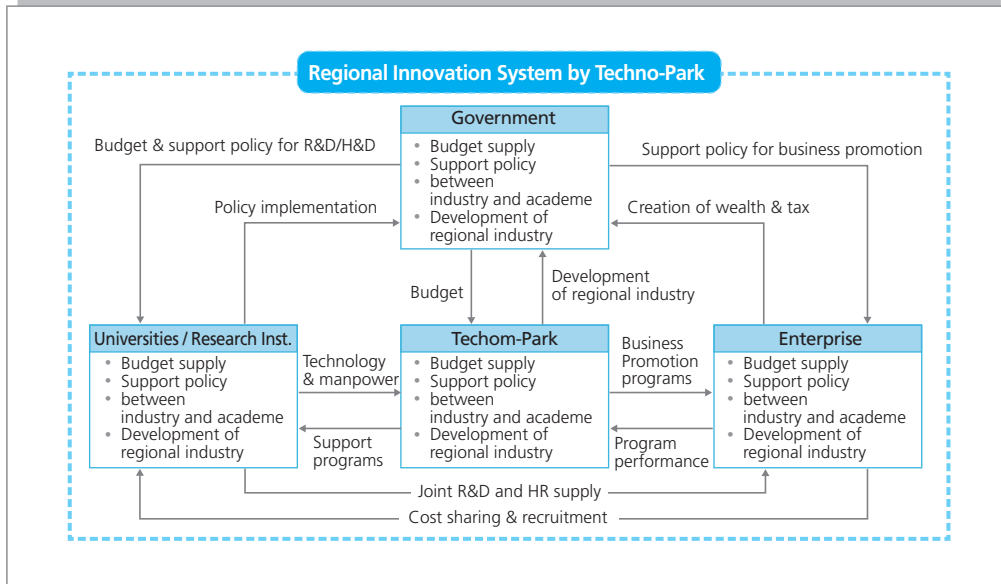 Regional Innovation System by Techno-Park
Government
• Budget supply
• Support policy
• between
industry and academe
• Development of
regional industry
Budget & support policy for R&D/H&D
Support policy for business promotion
Policy implementation
Creation of wealth & tax
Budget
Development
of regional industry
Universities / Research Inst.
• Budget supply
• Support policy
• between
industry and academe
• Development of
regional industry
Technology
& manpower
Support
programs
Techom-Park
• Budget supply
• Support policy
• between
industry and academe
• Development of
regional industry
Business
Promotion
programs
Program
performance
Enterprise
• Budget supply
• Support policy
• between
industry and academe
• Development of
regional industry
Joint R&D and HR supply
Cost sharing & recruitment